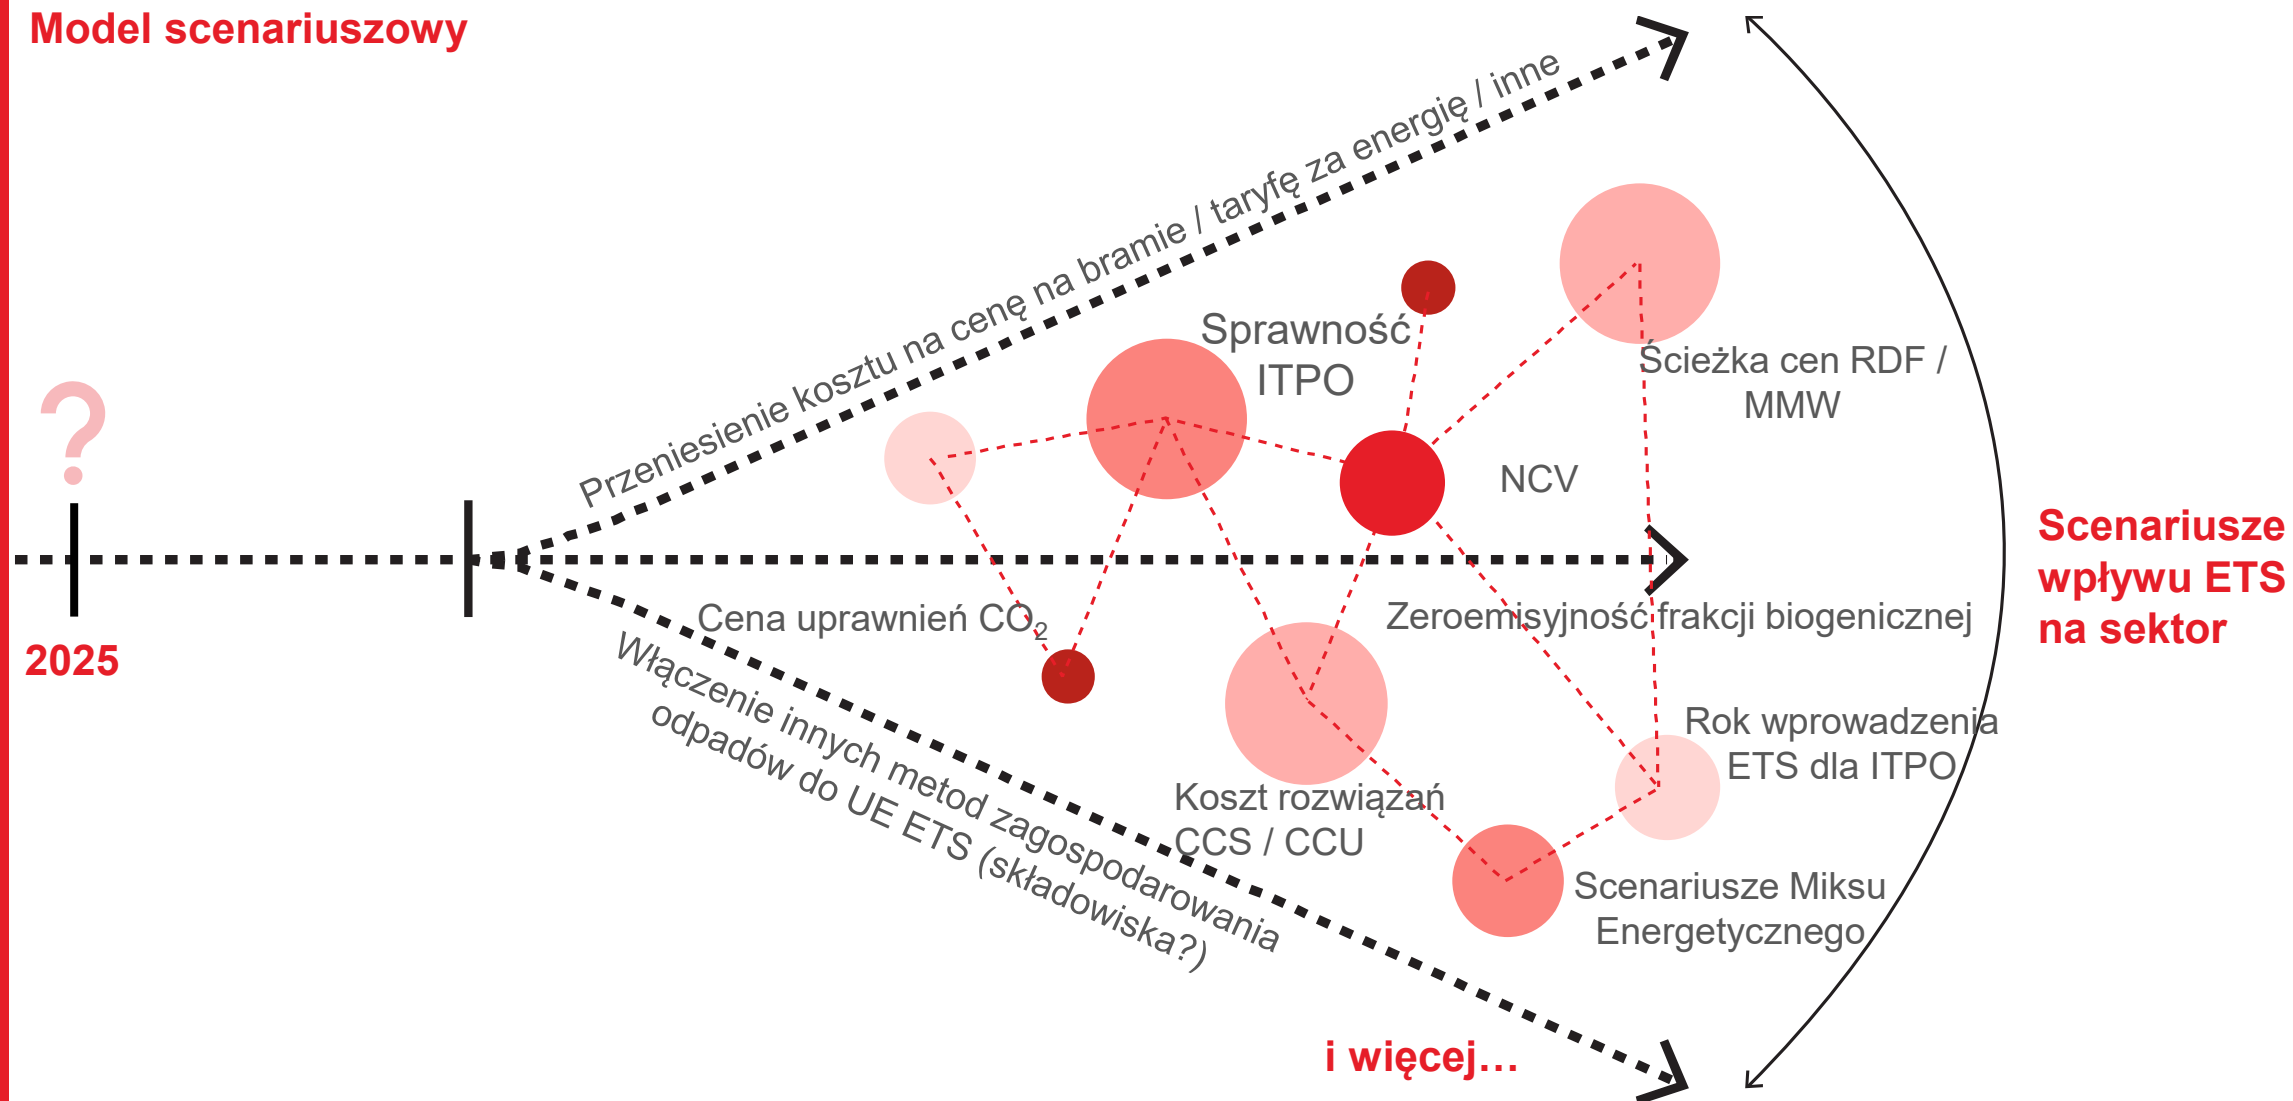 Model scenariuszowy
Przeniesienie kosztu na cenę na bramie / taryfę za energię / inne
Sprawność
ITPO
Ścieżka cen RDF /
MMW
?
NCV
Scenariusze
wpływu ETS
na sektor
2025
Cena uprawnień CO₂
Zeroemisyjność frakcji biogenicznej
Włączenie innych metod zagospodarowania
odpadów do UE ETS (składowiska?)
Rok wprowadzenia
ETS dla ITPO
Koszt rozwiązań
CCS / CCU
Scenariusze Miksu
Energetycznego
i więcej…